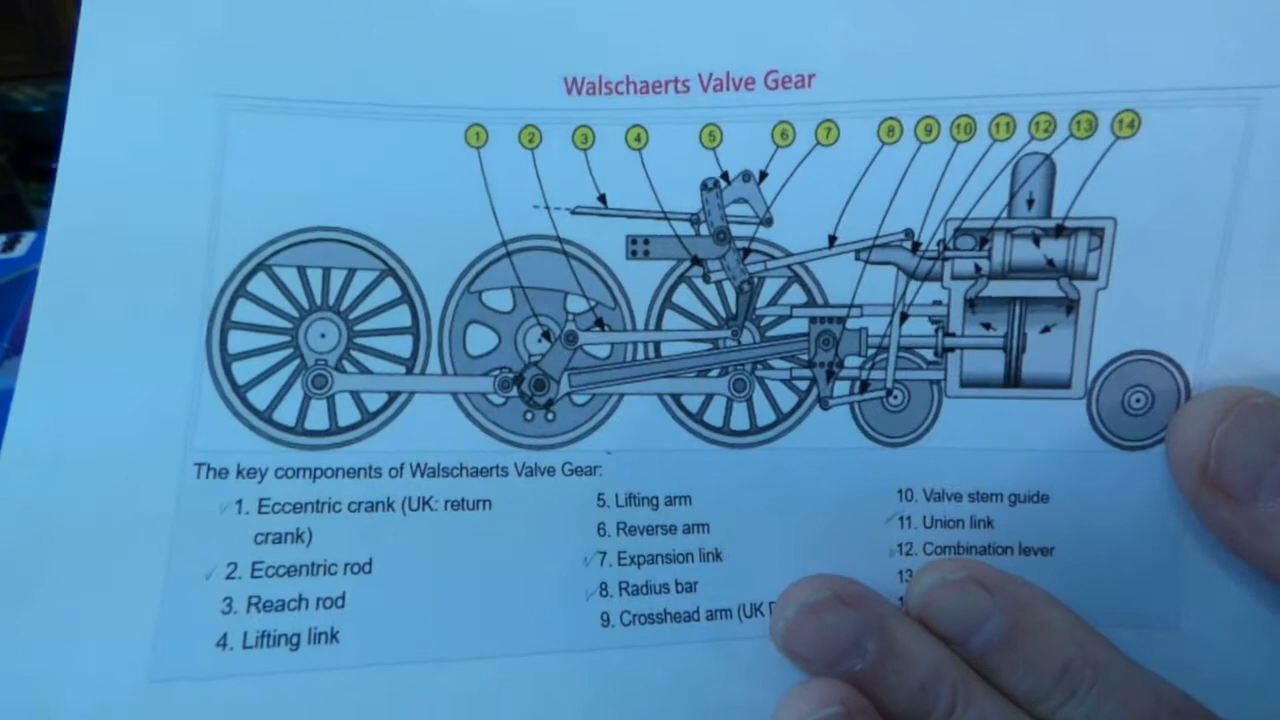 Walschaerts Valve Gear
1 2 3 4 5 6 7 8 9 10 11 12 13 14
The key components of Walschaerts Valve Gear:
1. Eccentric crank (UK: return
crank)
2. Eccentric rod
3. Reach rod
4. Lifting link
5. Lifting arm
6. Reverse arm
7. Expansion link
8. Radius bar
9. Crosshead arm (UK
10. Valve stem guide
11. Union link
12. Combination lever
13